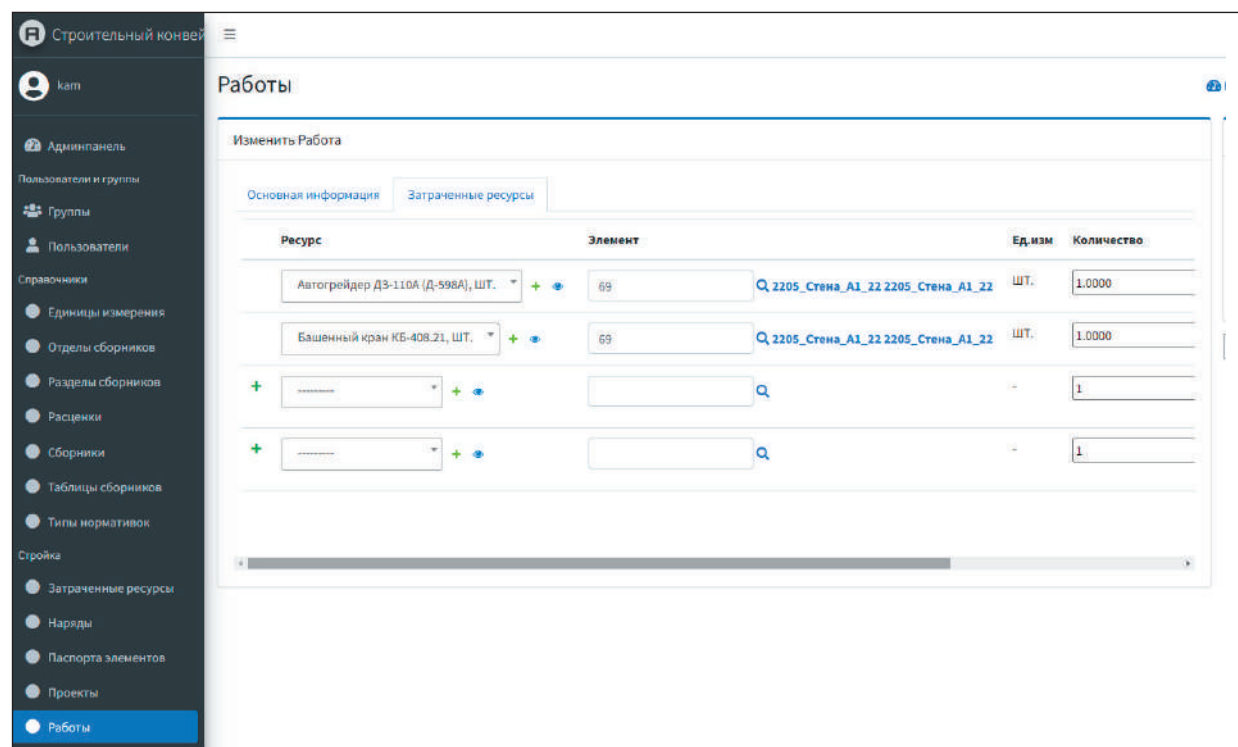 Строительный конвей
kam
Админпанель
Пользователи и группы
Группы
Пользователи
Справочники
Единицы измерения
Отделы сборников
Разделы сборников
Расценки
Сборники
Таблицы сборников
Типы нормативок
Стройка
Затраченные ресурсы
Наряды
Паспорта элементов
Проекты
Работы
Работы
Изменить Работа
Основная информация Затраченные ресурсы
Ресурс Элемент Ед.изм Количество
Автогрейдер ДЗ-110А (Д-598А), ШТ. 69 2205_Стена_А1_22 2205_Стена_А1_22 ШТ. 1.0000
Башенный кран КБ-408.21, ШТ. 69 2205_Стена_А1_22 2205_Стена_А1_22 ШТ. 1.0000
--------- - 1
--------- - 1